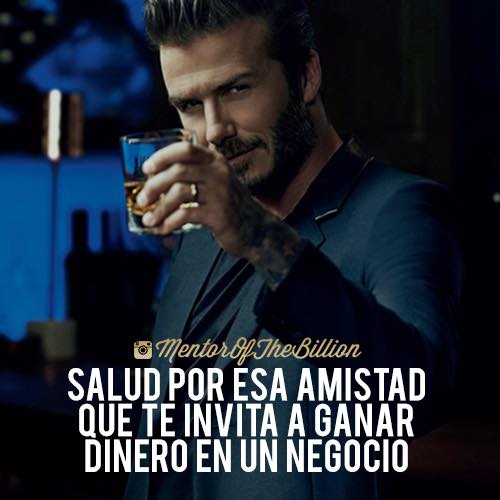 MentorOfTheBillion
SALUD POR ESA AMISTAD
QUE TE INVITA A GANAR
DINERO EN UN NEGOCIO